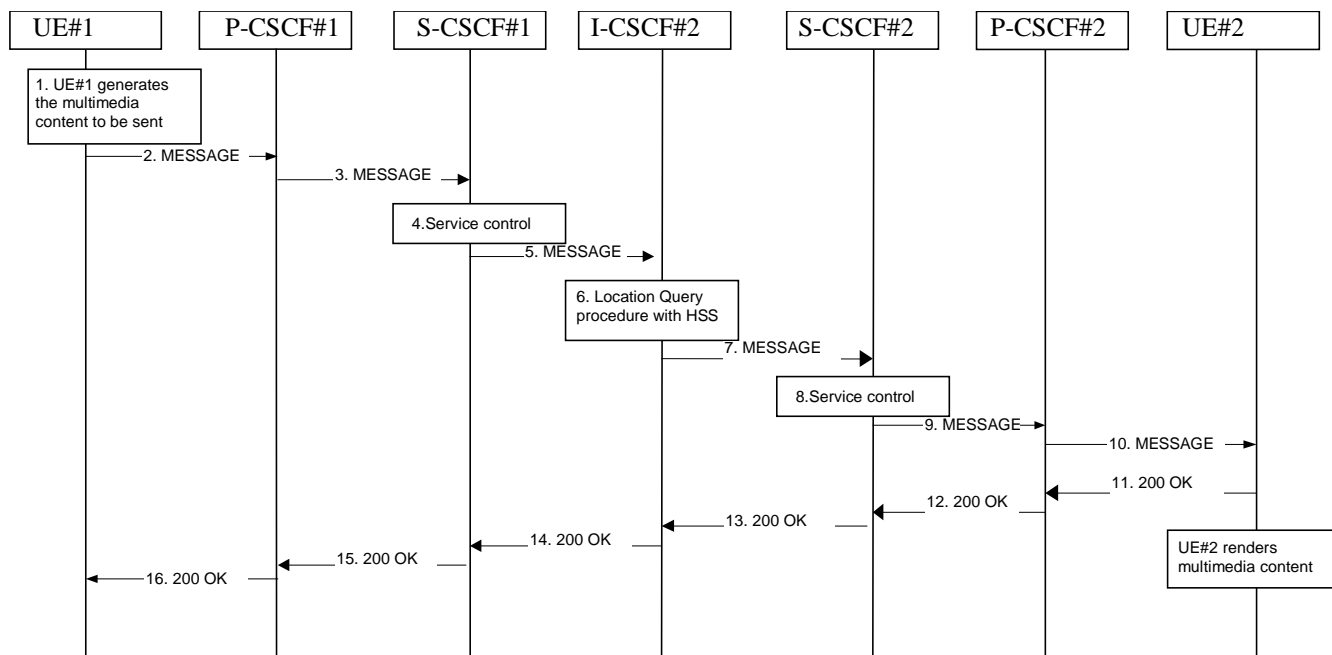 UE#1
P-CSCF#1
S-CSCF#1
I-CSCF#2
S-CSCF#2
P-CSCF#2
UE#2
1. UE#1 generates
the multimedia
content to be sent
2. MESSAGE
3. MESSAGE
4.Service control
5. MESSAGE
6. Location Query
procedure with HSS
7. MESSAGE
8.Service control
9. MESSAGE
10. MESSAGE
11. 200 OK
12. 200 OK
13. 200 OK
14. 200 OK
15. 200 OK
16. 200 OK
UE#2 renders
multimedia content